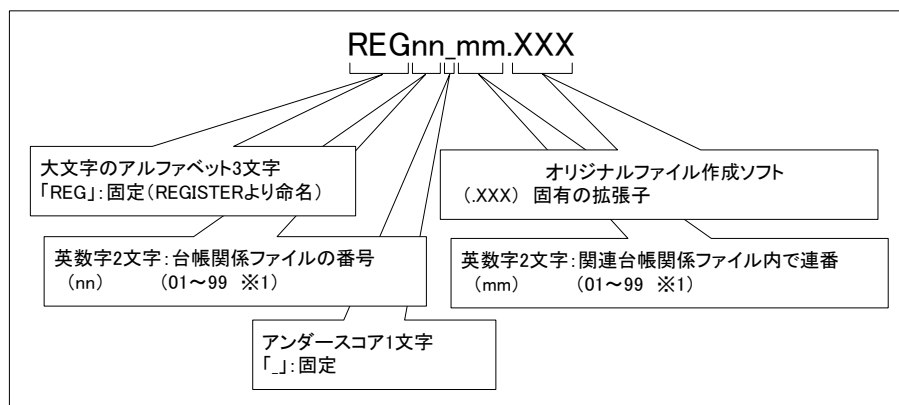 REGnn_mm.XXX
大文字のアルファベット3文字
「REG」：固定（REGISTERより命名）
オリジナルファイル作成ソフト
(.XXX) 固有の拡張子
英数字2文字：台帳関係ファイルの番号
(nn) (01～99 ※1)
英数字2文字：関連台帳関係ファイル内で連番
(mm) (01～99 ※1)
アンダースコア1文字
「_」：固定